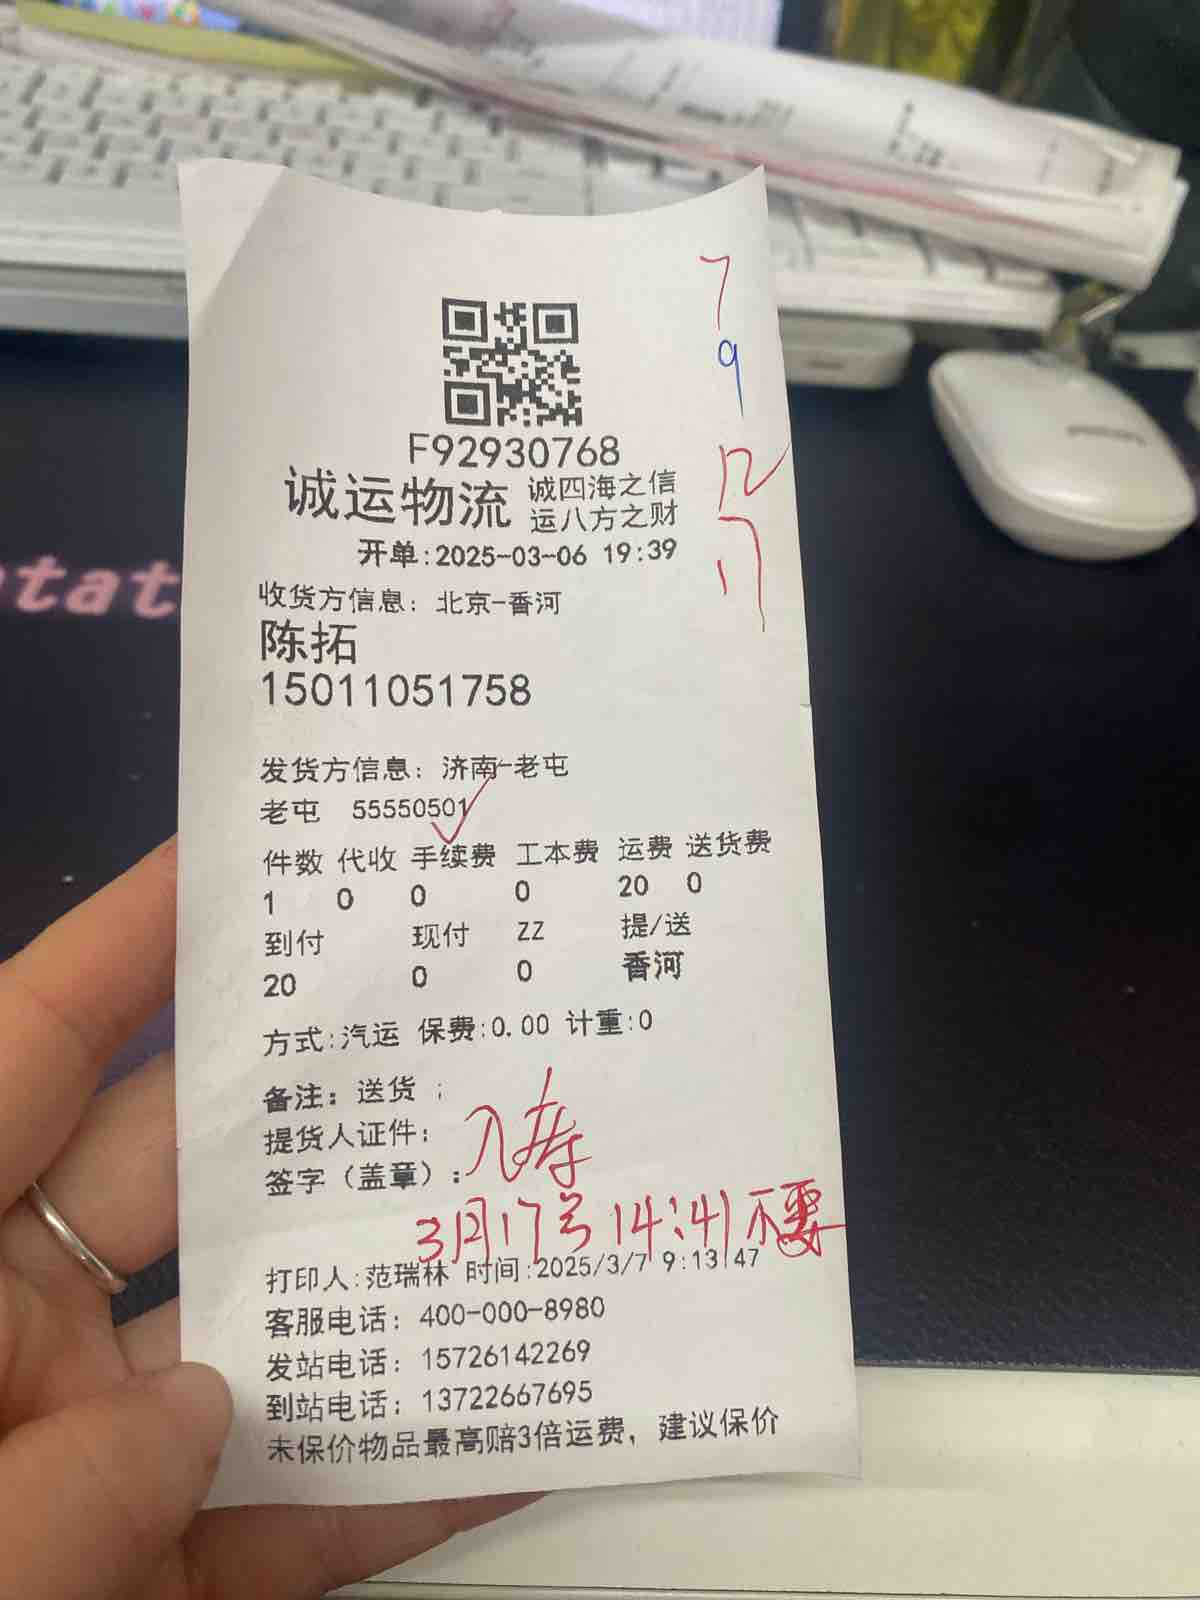 F92930768
诚运物流 诚四海之信
运八方之财
开单:2025-03-06 19:39
收货方信息: 北京-香河
陈拓
15011051758
发货方信息: 济南-老屯
老屯 55550501
件数 代收 手续费 工本费 运费 送货费
1 0 0 0 20 0
到付 现付 ZZ 提/送
20 0 0 香河
方式:汽运 保费:0.00 计重:0
备注: 送货 ;
提货人证件:
签字（盖章）:
入库
3月17号 14:41 不要
打印人:范瑞林 时间:2025/3/7 9:13:47
客服电话: 400-000-8980
发站电话: 15726142269
到站电话: 13722667695
未保价物品最高赔3倍运费, 建议保价
7
9
12
17